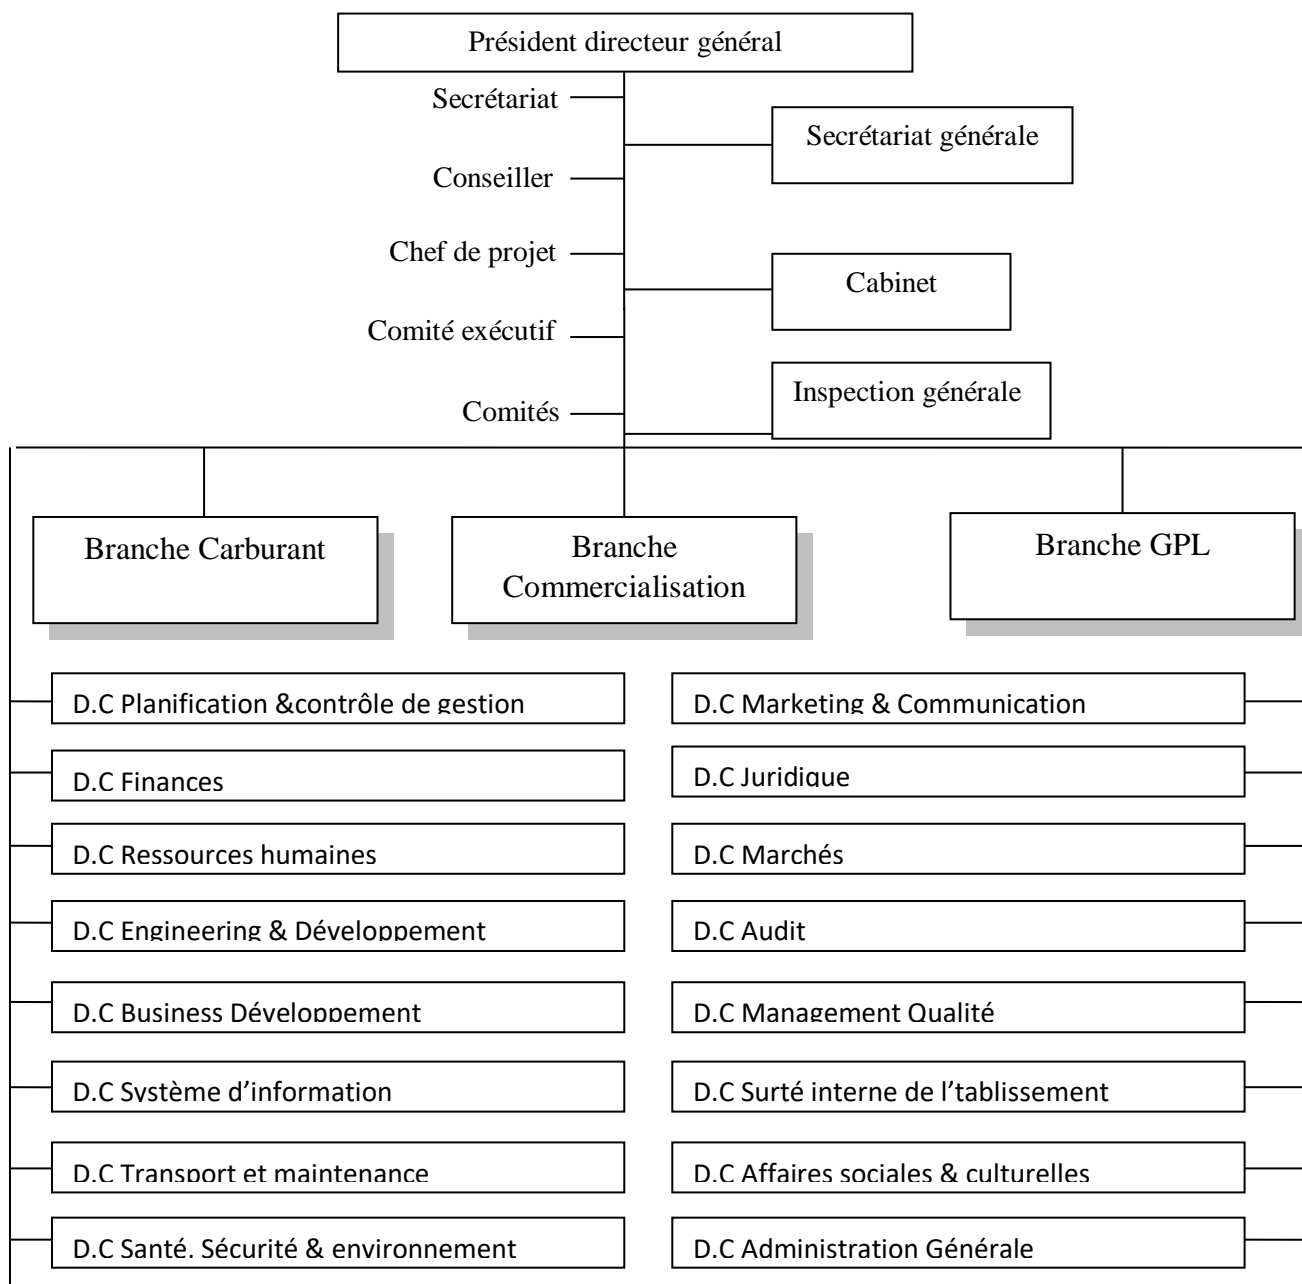 Président directeur général
Secrétariat
Secrétariat générale
Conseiller
Chef de projet
Cabinet
Comité exécutif
Inspection générale
Comités
Branche Carburant
Branche
Commercialisation
Branche GPL
D.C Planification &contrôle de gestion
D.C Marketing & Communication
D.C Finances
D.C Juridique
D.C Ressources humaines
D.C Marchés
D.C Engineering & Développement
D.C Audit
D.C Business Développement
D.C Management Qualité
D.C Système d’information
D.C Surté interne de l’tablissement
D.C Transport et maintenance
D.C Affaires sociales & culturelles
D.C Santé. Sécurité & environnement
D.C Administration Générale